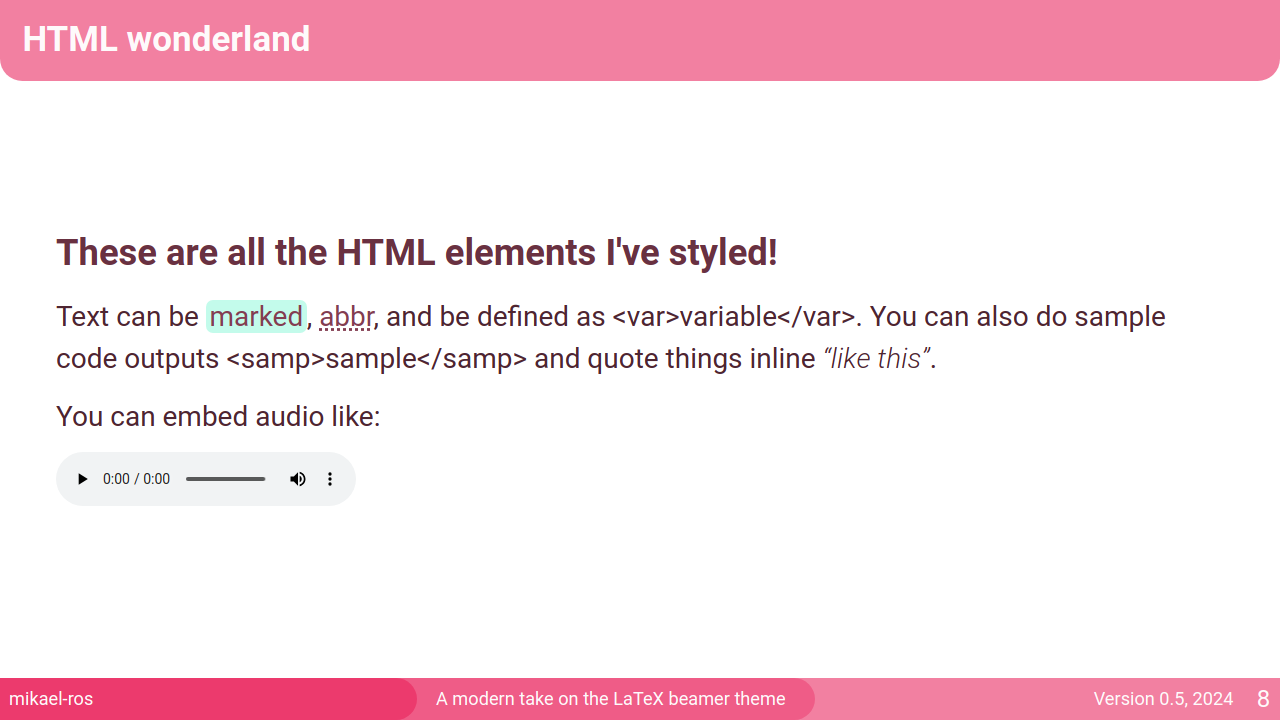 HTML wonderland
These are all the HTML elements I've styled!
Text can be marked, abbr, and be defined as <var>variable</var>. You can also do sample
code outputs <samp>sample</samp> and quote things inline “like this”.
You can embed audio like:
0:00 / 0:00
mikael-ros
A modern take on the LaTeX beamer theme
Version 0.5, 2024
8